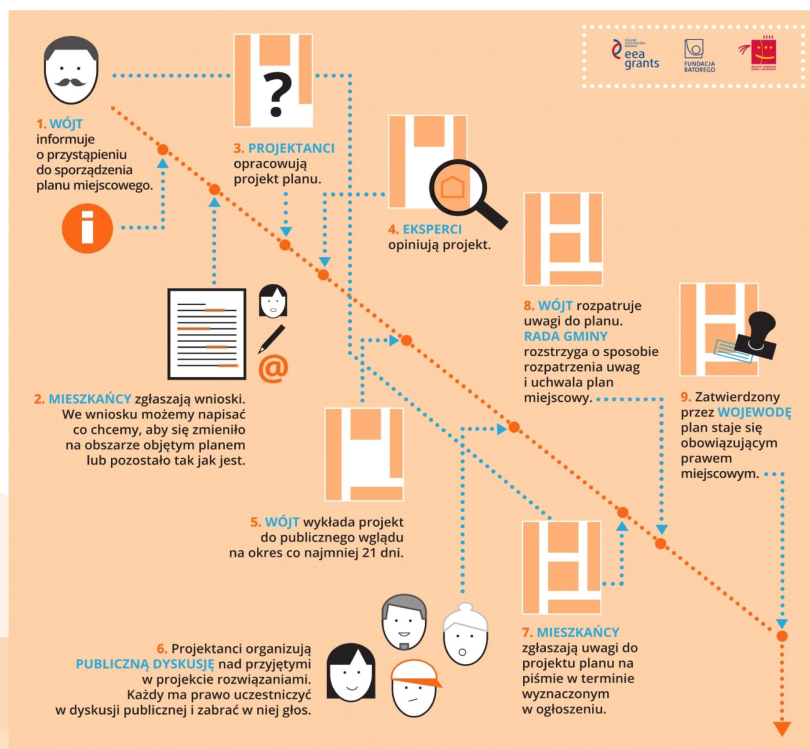 eea
grants
FUNDACJA
BATOREGO
1. WÓJT
informuje
o przystąpieniu
do sporządzenia
planu miejscowego.
i
2. MIESZKAŃCY zgłaszają wnioski.
We wniosku możemy napisać
co chcemy, aby się zmieniło
na obszarze objętym planem
lub pozostało tak jak jest.
@
?
3. PROJEKTANCI
opracowują
projekt planu.
4. EKSPERCI
opiniują projekt.
5. WÓJT wykłada projekt
do publicznego wglądu
na okres co najmniej 21 dni.
6. Projektanci organizują
PUBLICZNĄ DYSKUSJĘ nad przyjętymi
w projekcie rozwiązaniami.
Każdy ma prawo uczestniczyć
w dyskusji publicznej i zabrać w niej głos.
7. MIESZKAŃCY
zgłaszają uwagi do
projektu planu na
piśmie w terminie
wyznaczonym
w ogłoszeniu.
8. WÓJT rozpatruje
uwagi do planu.
RADA GMINY
rozstrzyga o sposobie
rozpatrzenia uwag
i uchwala plan
miejscowy.
9. Zatwierdzony
przez WOJEWODĘ
plan staje się
obowiązującym
prawem
miejscowym.